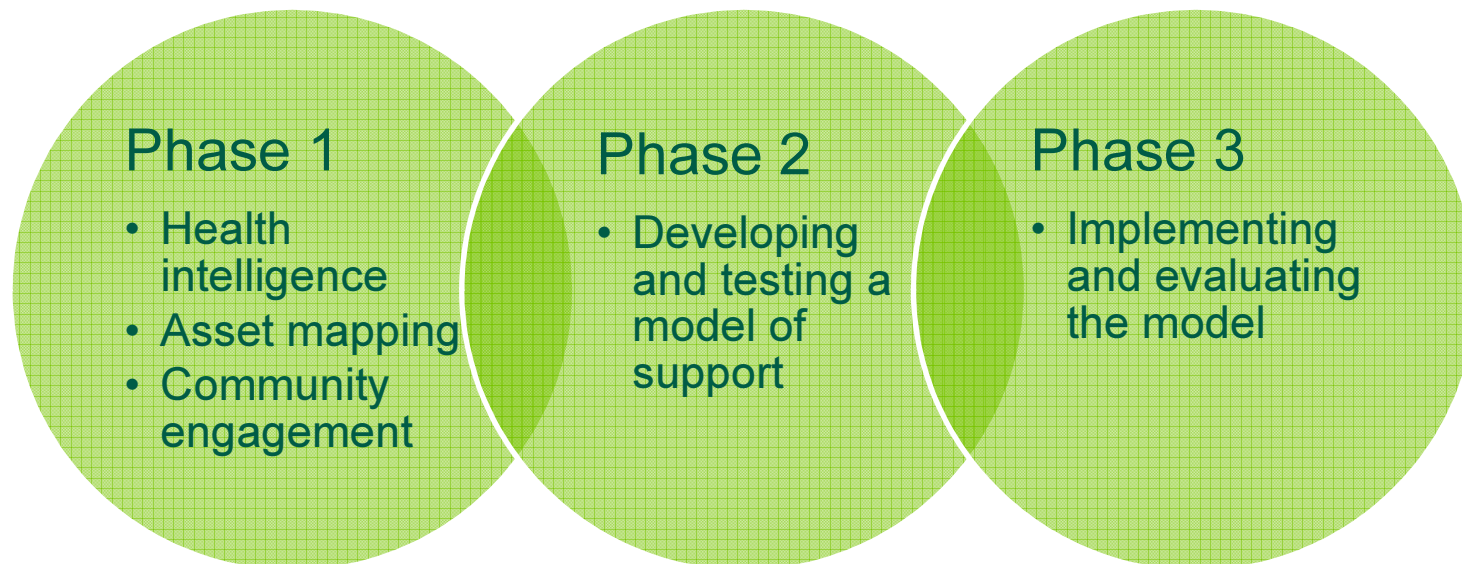 Phase 1
• Health
intelligence
• Asset mapping
• Community
engagement
Phase 2
• Developing
and testing a
model of
support
Phase 3
• Implementing
and evaluating
the model